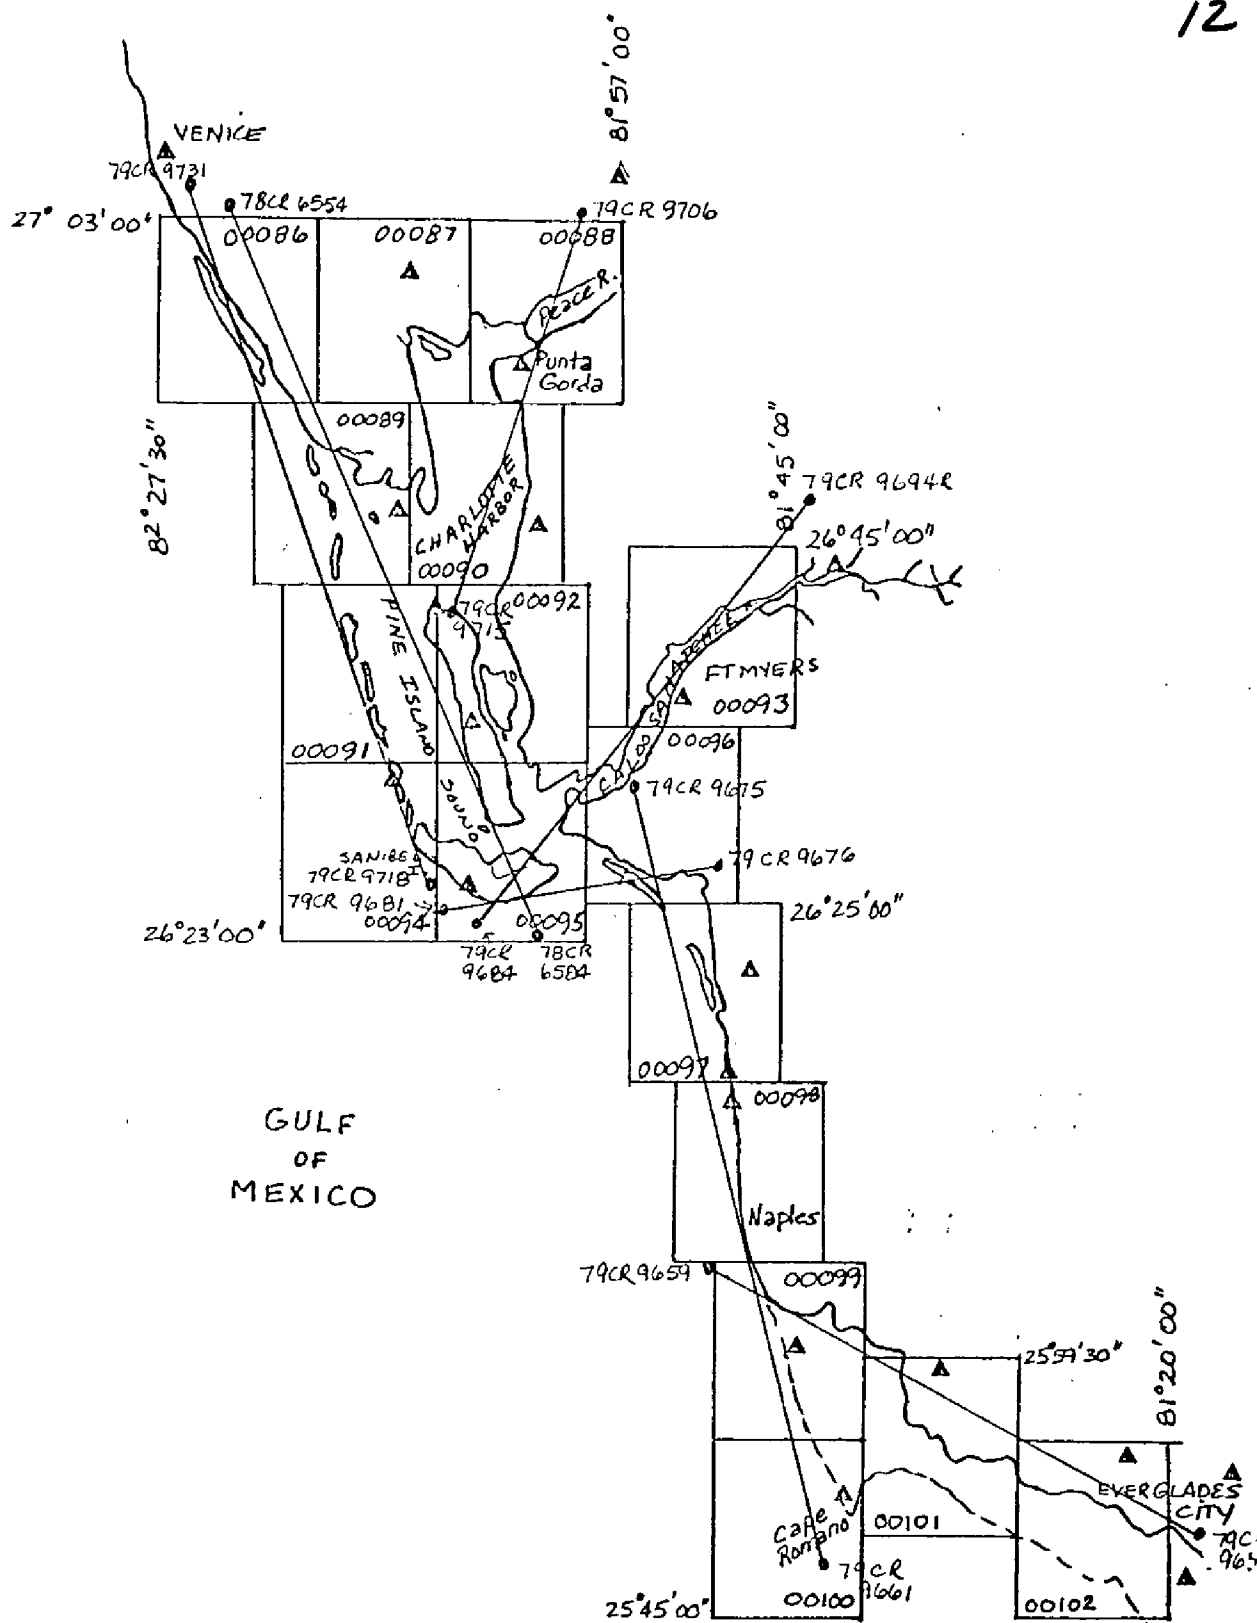 12
81°57'00"
VENICE
79CR 9731
78CR 6554
79CR 9706
27° 03'00"
00086
00087
00088
Peace R.
Punta
Gorda
00089
82°27'30"
CHARLOTTE
HARBOR
81°45'00"
79CR 9694R
26°45'00"
00090
79CR
9715
00092
PINE ISLAND
SOUND
CALOOSAHATCHEE
FT MYERS
00093
00091
00096
79CR 9675
79CR 9676
SANIBEL
79CR 9718
79CR 9681
00094
00095
26°23'00"
26°25'00"
79CR
9684
78CR
6584
00097
00098
GULF
OF
MEXICO
Naples
79CR 9659
00099
25°59'30"
81°20'00"
EVERGLADES
CITY
79C
Cape
Romano
00101
79CR
9661
25°45'00"
00100
00102